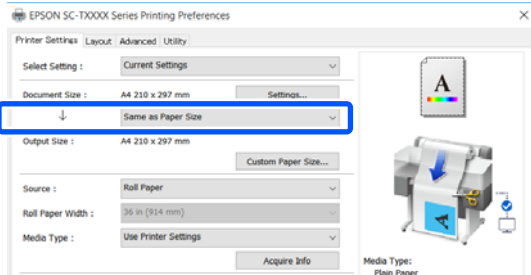 EPSON SC-TXXXX Series Printing Preferences
Printer Settings Layout Advanced Utility
Select Setting : Current Settings
Document Size : A4 210 x 297 mm Settings...
↓ Same as Paper Size
Output Size : A4 210 x 297 mm
Custom Paper Size...
Source : Roll Paper
Roll Paper Width : 36 in (914 mm)
Media Type : Use Printer Settings
Acquire Info
A
A
Media Type:
Plain Paper